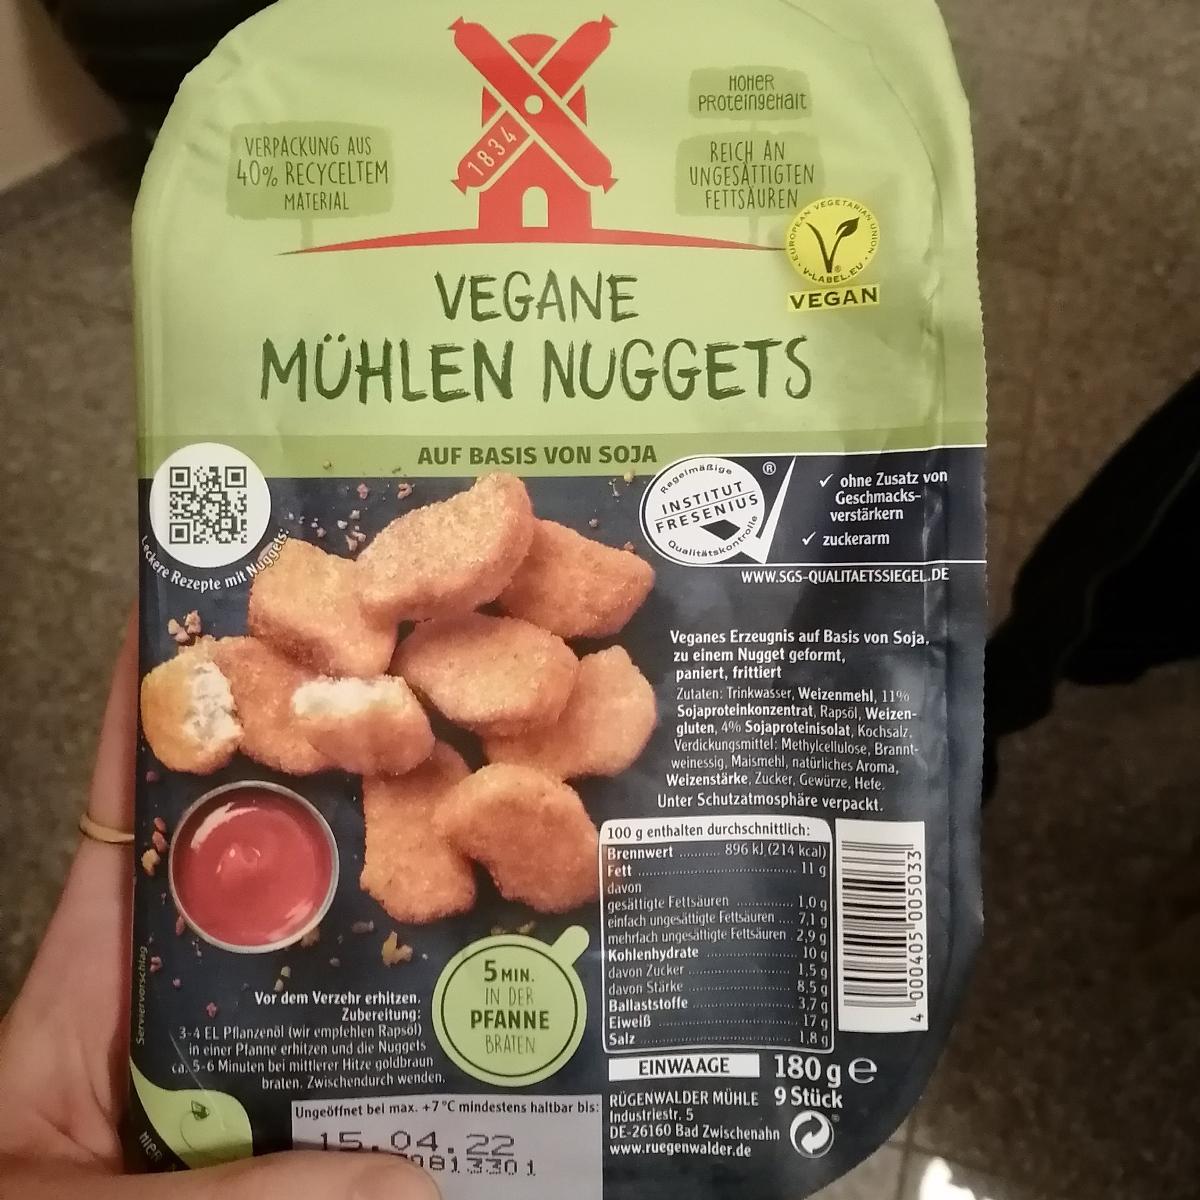 1834
HOHER
PROTEINGEHALT
VERPACKUNG AUS
40% RECYCELTEM
MATERIAL
REICH AN
UNGESÄTTIGTEN
FETTSÄUREN
EUROPEAN VEGETARIAN UNION
V-LABEL.EU
VEGAN
VEGANE
MÜHLEN NUGGETS
AUF BASIS VON SOJA
Leckere Rezepte mit Nuggets!
Regelmäßige
INSTITUT
FRESENIUS
Qualitätskontrolle
®
✓ ohne Zusatz von
Geschmacks-
verstärkern
✓ zuckerarm
WWW.SGS-QUALITAETSSIEGEL.DE
Veganes Erzeugnis auf Basis von Soja,
zu einem Nugget geformt,
paniert, frittiert
Zutaten: Trinkwasser, Weizenmehl, 11%
Sojaproteinkonzentrat, Rapsöl, Weizen-
gluten, 4% Sojaproteinisolat, Kochsalz,
Verdickungsmittel: Methylcellulose, Brannt-
weinessig, Maismehl, natürliches Aroma,
Weizenstärke, Zucker, Gewürze, Hefe.
Unter Schutzatmosphäre verpackt.
100 g enthalten durchschnittlich:
Brennwert ........... 896 kJ (214 kcal)
Fett ........... 11 g
davon
gesättigte Fettsäuren ........... 1,0 g
einfach ungesättigte Fettsäuren .... 7,1 g
mehrfach ungesättigte Fettsäuren 2,9 g
Kohlenhydrate ........... 10 g
davon Zucker ........... 1,5 g
davon Stärke ........... 8,5 g
Ballaststoffe ........... 3,7 g
Eiweiß ........... 17 g
Salz ........... 1,8 g
4 000405 005033
Serviervorschlag
5 MIN.
IN DER
PFANNE
BRATEN
Vor dem Verzehr erhitzen.
Zubereitung:
3-4 EL Pflanzenöl (wir empfehlen Rapsöl)
in einer Pfanne erhitzen und die Nuggets
ca. 5-6 Minuten bei mittlerer Hitze goldbraun
braten. Zwischendurch wenden.
EINWAAGE 180 g e
9 Stück
RÜGENWALDER MÜHLE
Industriestr. 5
DE-26160 Bad Zwischenahn
www.ruegenwalder.de
Ungeöffnet bei max. +7°C mindestens haltbar bis:
15.04.22
9813301
hier